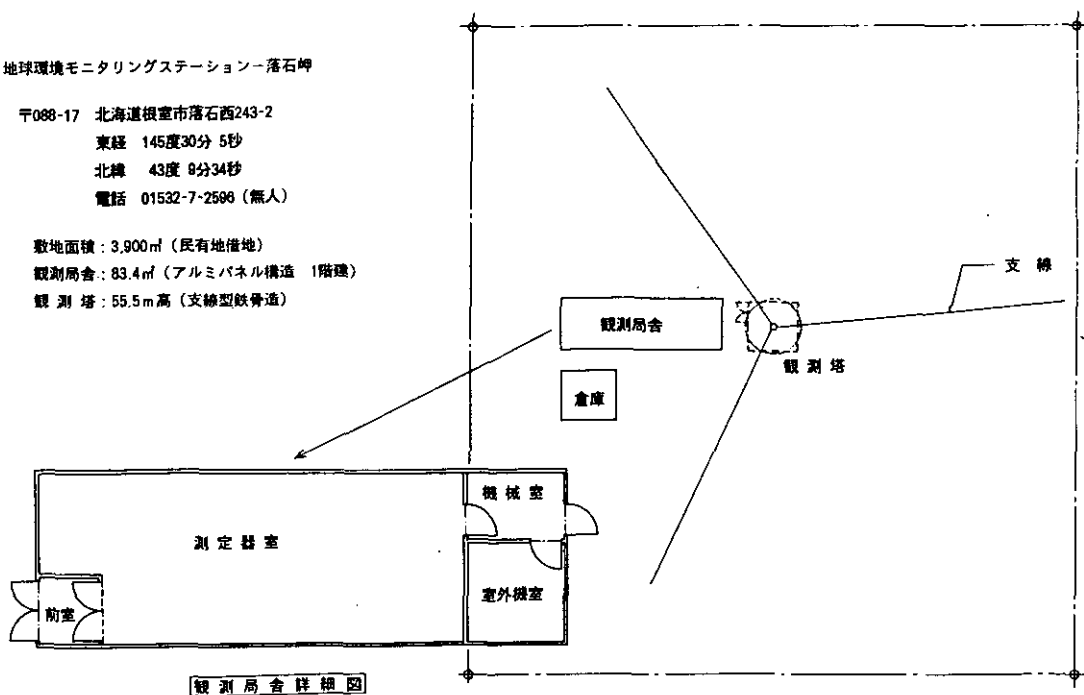 地球環境モニタリングステーション－落石岬
〒088-17 北海道根室市落石西243-2
東経 145度30分 5秒
北緯 43度 9分34秒
電話 01532-7-2596（無人）
敷地面積：3,900㎡（民有地借地）
観測局舎：83.4㎡（アルミパネル構造 1階建）
観測塔：55.5m高（支線型鉄骨造）
支線
観測局舎
観測塔
倉庫
機械室
測定器室
室外機室
前室
観測局舎詳細図